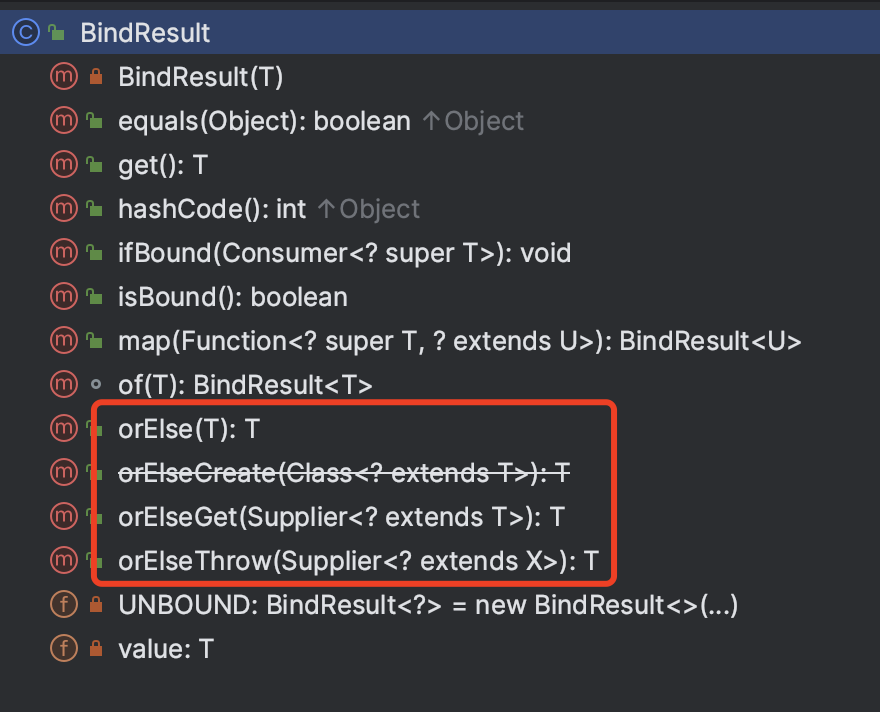 C BindResult
m BindResult(T)
m equals(Object): boolean ↑Object
m get(): T
m hashCode(): int ↑Object
m ifBound(Consumer<? super T>): void
m isBound(): boolean
m map(Function<? super T, ? extends U>): BindResult<U>
m of(T): BindResult<T>
m orElse(T): T
m orElseCreate(Class<? extends T>): T
m orElseGet(Supplier<? extends T>): T
m orElseThrow(Supplier<? extends X>): T
f UNBOUND: BindResult<?> = new BindResult<>(...)
f value: T